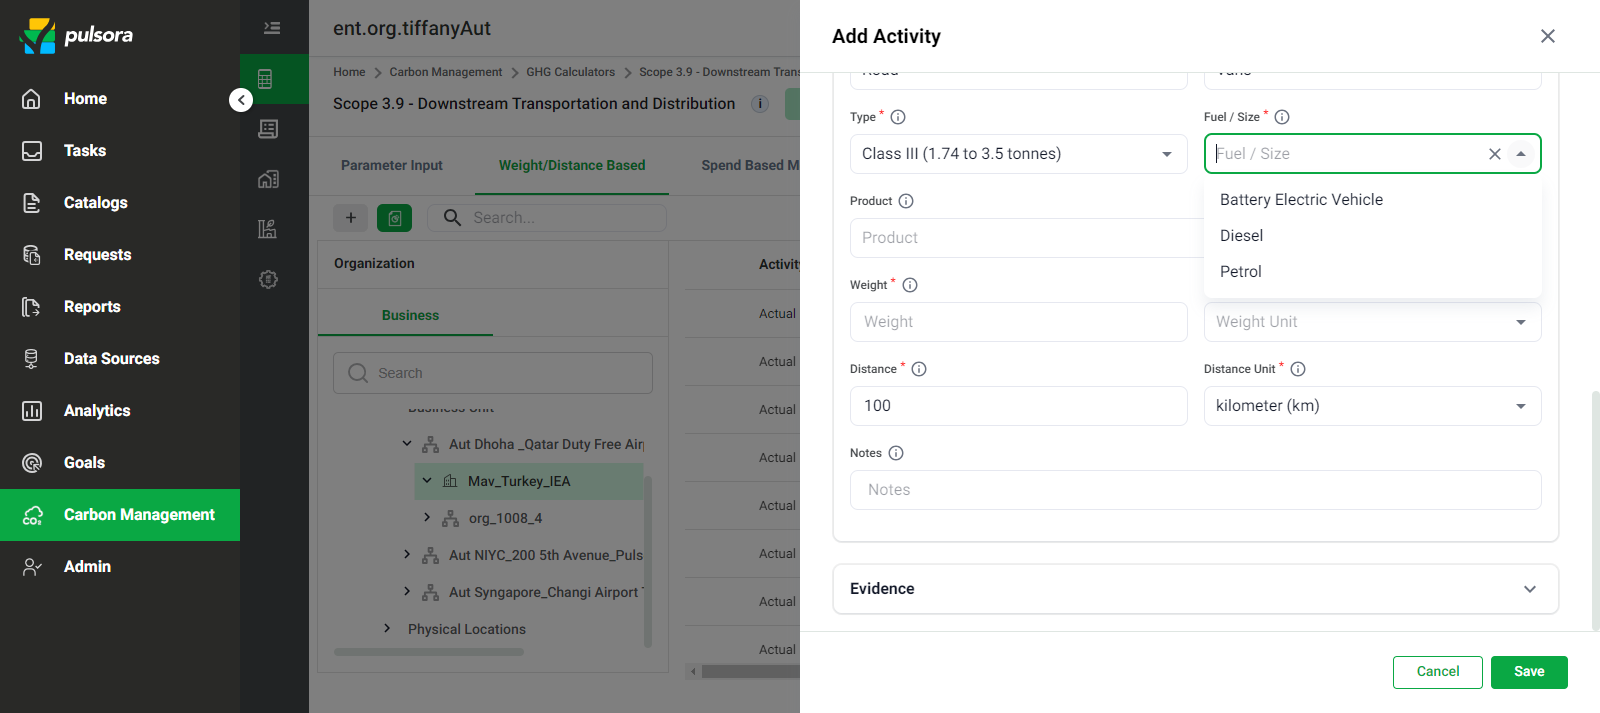 pulsora
Home
Tasks
Catalogs
Requests
Reports
Data Sources
Analytics
Goals
Carbon Management
Admin
ent.org.tiffanyAut
Home > Carbon Management > GHG Calculators > Scope 3.9 - Downstream Trans
Scope 3.9 - Downstream Transportation and Distribution
Parameter Input
Weight/Distance Based
Spend Based M
Search...
Organization
Business
Search
Business Unit
Aut Dhoha _Qatar Duty Free Air
Mav_Turkey_IEA
org_1008_4
Aut NIYC_200 5th Avenue_Puls
Aut Syngapore_Changi Airport T
Physical Locations
Activity
Actual
Actual
Actual
Actual
Actual
Actual
Actual
Actual
Add Activity
Road
Vans
Type *
Fuel / Size *
Class III (1.74 to 3.5 tonnes)
Fuel / Size
Battery Electric Vehicle
Diesel
Petrol
Product
Product
Weight *
Weight
Weight Unit
Distance *
Distance Unit *
100
kilometer (km)
Notes
Notes
Evidence
Cancel
Save